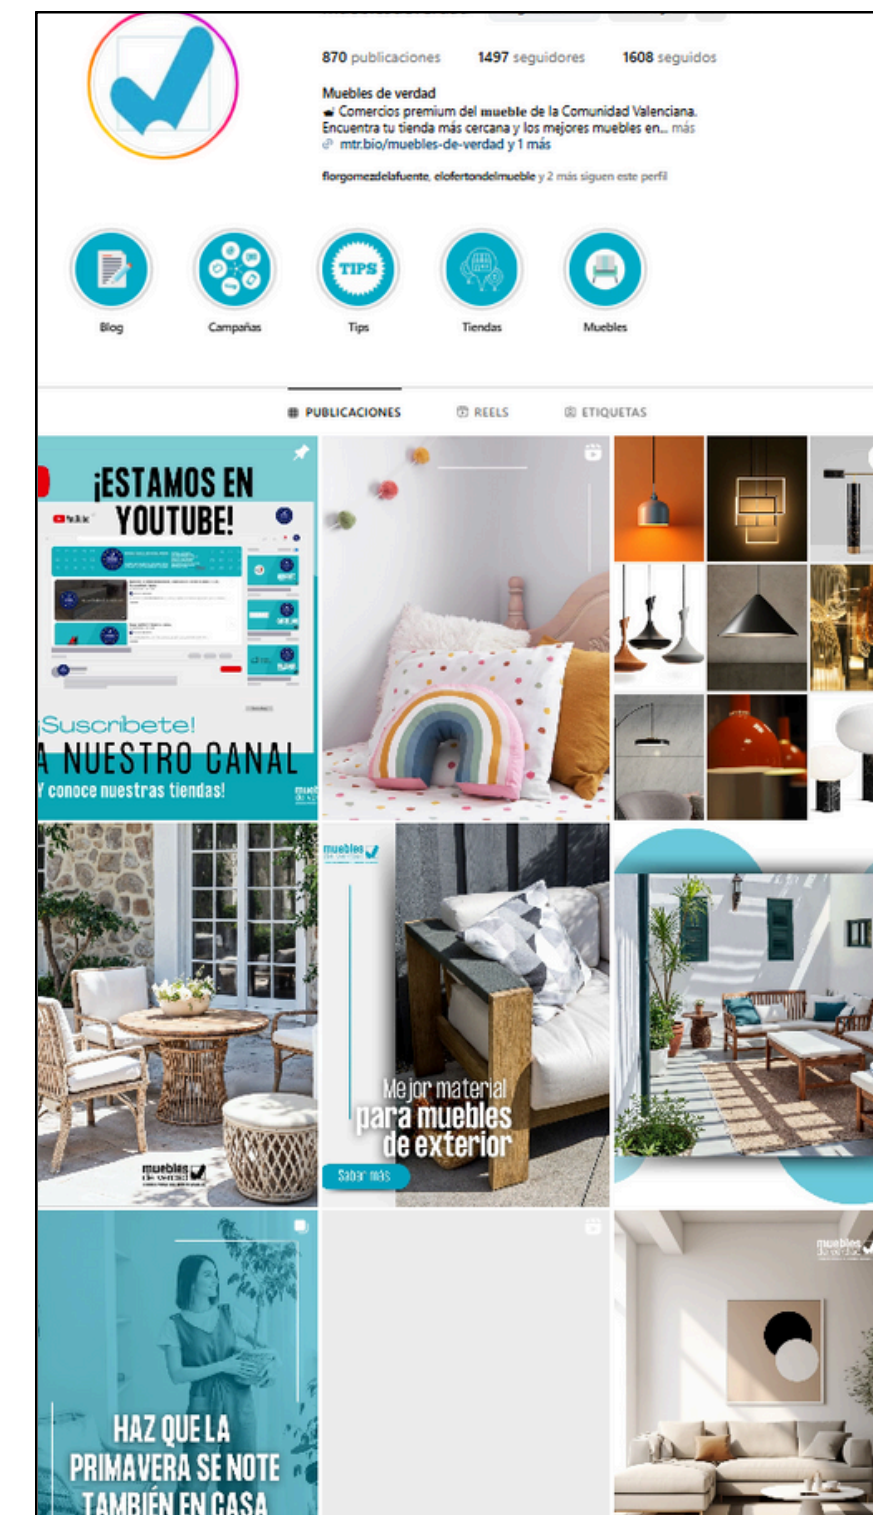 870 publicaciones 1497 seguidores 1608 seguidos
Muebles de verdad
Comercios premium del mueble de la Comunidad Valenciana.
Encuentra tu tienda más cercana y los mejores muebles en... más
mtr.bio/muebles-de-verdad y 1 más
florgomezdelafuente, elofertondelmueble y 2 más siguen este perfil
TIPS
Blog Campañas Tips Tiendas Muebles
PUBLICACIONES REELS ETIQUETAS
¡ESTAMOS EN
YOUTUBE!
YouTube
¡Suscríbete!
A NUESTRO CANAL
Y conoce nuestras tiendas!
muebles
de verdad
muebles
de verdad
Mejor material
para muebles
de exterior
Saber más
HAZ QUE LA
PRIMAVERA SE NOTE
TAMBIÉN EN CASA
muebles
de verdad